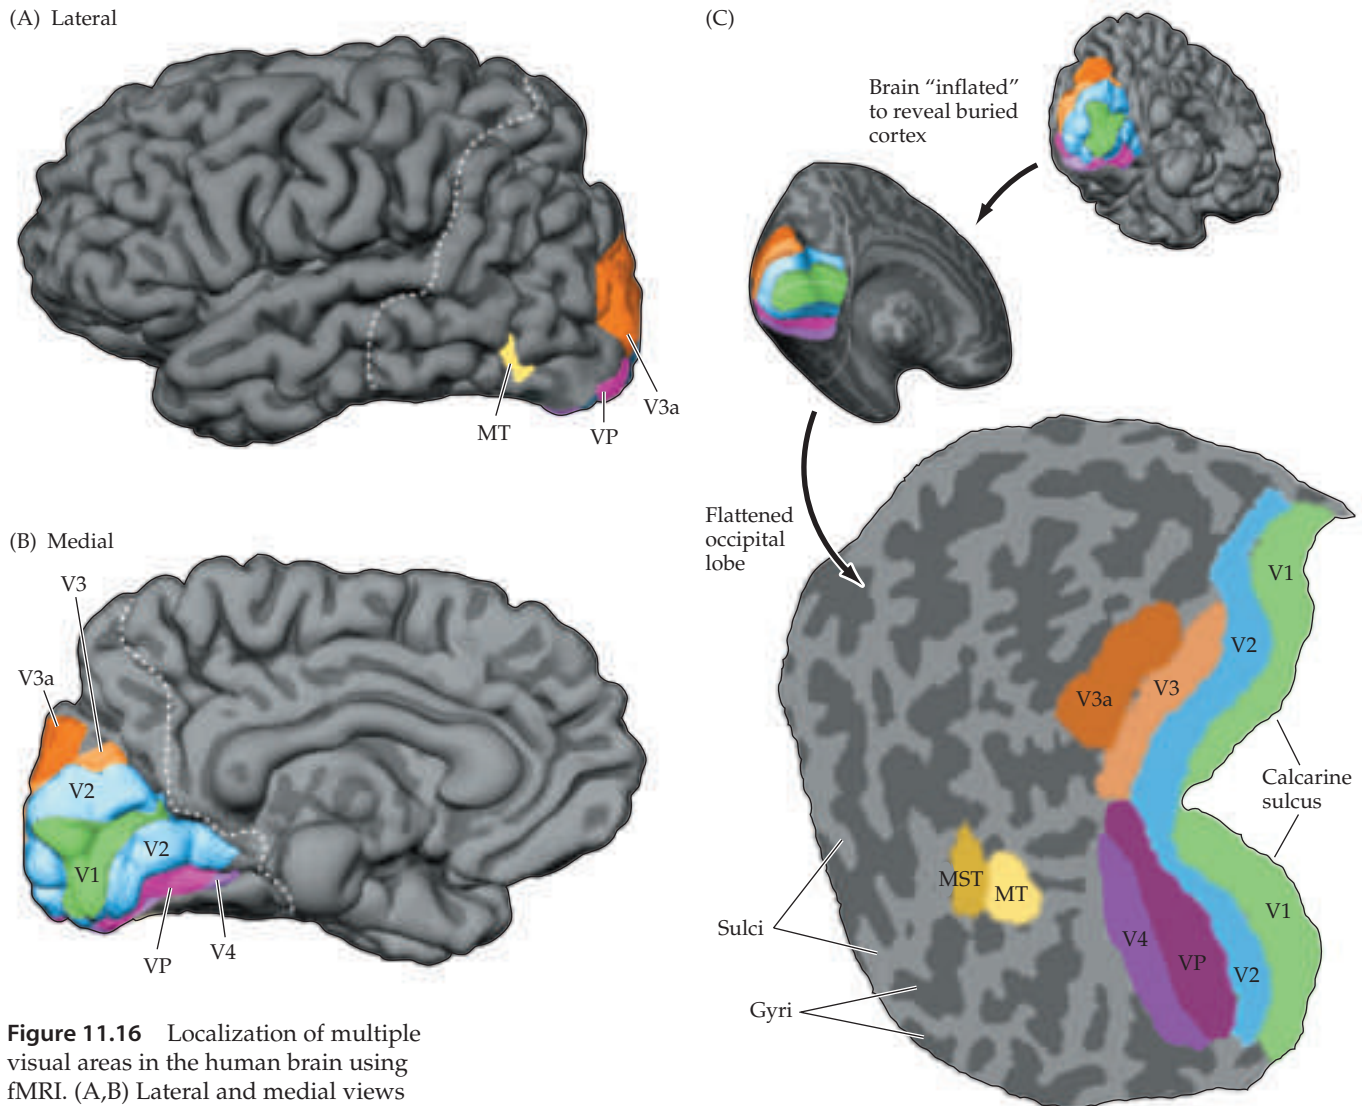 (A) Lateral
MT
VP
V3a
(B) Medial
V3
V3a
V2
V1
V2
VP
V4
Figure 11.16 Localization of multiple
visual areas in the human brain using
fMRI. (A,B) Lateral and medial views
(C)
Brain “inflated”
to reveal buried
cortex
Flattened
occipital
lobe
V1
V2
V3
V3a
Calcarine
sulcus
MST
MT
V1
V4
VP
V2
Sulci
Gyri